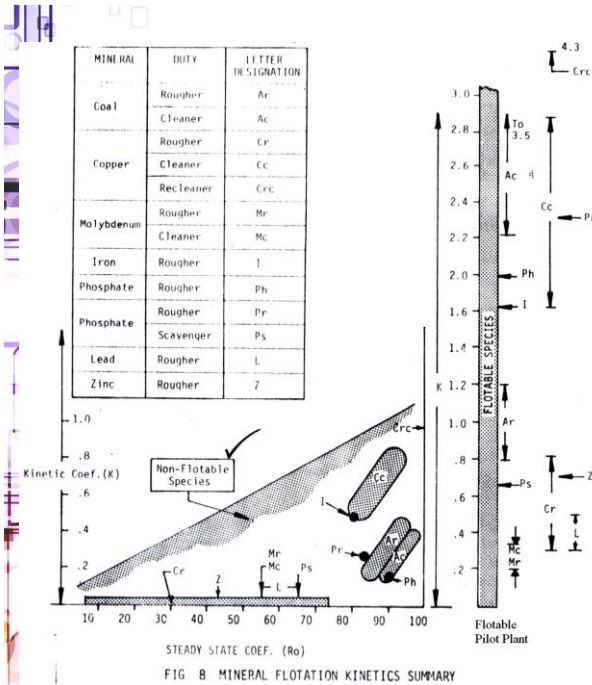 MINERAL DUTY LETTER DESIGNATION
Coal Rougher Ar
Cleaner Ac
Copper Rougher Cr
Cleaner Cc
Recleaner Crc
Molybdenum Rougher Mr
Cleaner Mc
Iron Rougher I
Phosphate Rougher Ph
Phosphate Rougher Pr
Scavenger Ps
Lead Rougher L
Zinc Rougher Z
1.0
.8
Kinetic Coef.(K)
.6
.4
.2
Non-Flotable
Species
Crc
Cc
I
Ar
Ac
Pr
Ph
Cr
Z
Mr
Mc
L
Ps
10 20 30 40 50 60 70 80 90 100
STEADY STATE COEF. (Ro)
K
4.3
Crc
3.0
2.8
2.6
2.4
2.2
2.0
1.8
1.6
1.4
1.2
1.0
.8
.6
.4
.2
FLOTABLE SPECIES
To
3.5
Ac
Cc
Pr
Ph
I
Ar
Z
Ps
Cr
L
Mc
Mr
Flotable
Pilot Plant
FIG 8 MINERAL FLOTATION KINETICS SUMMARY